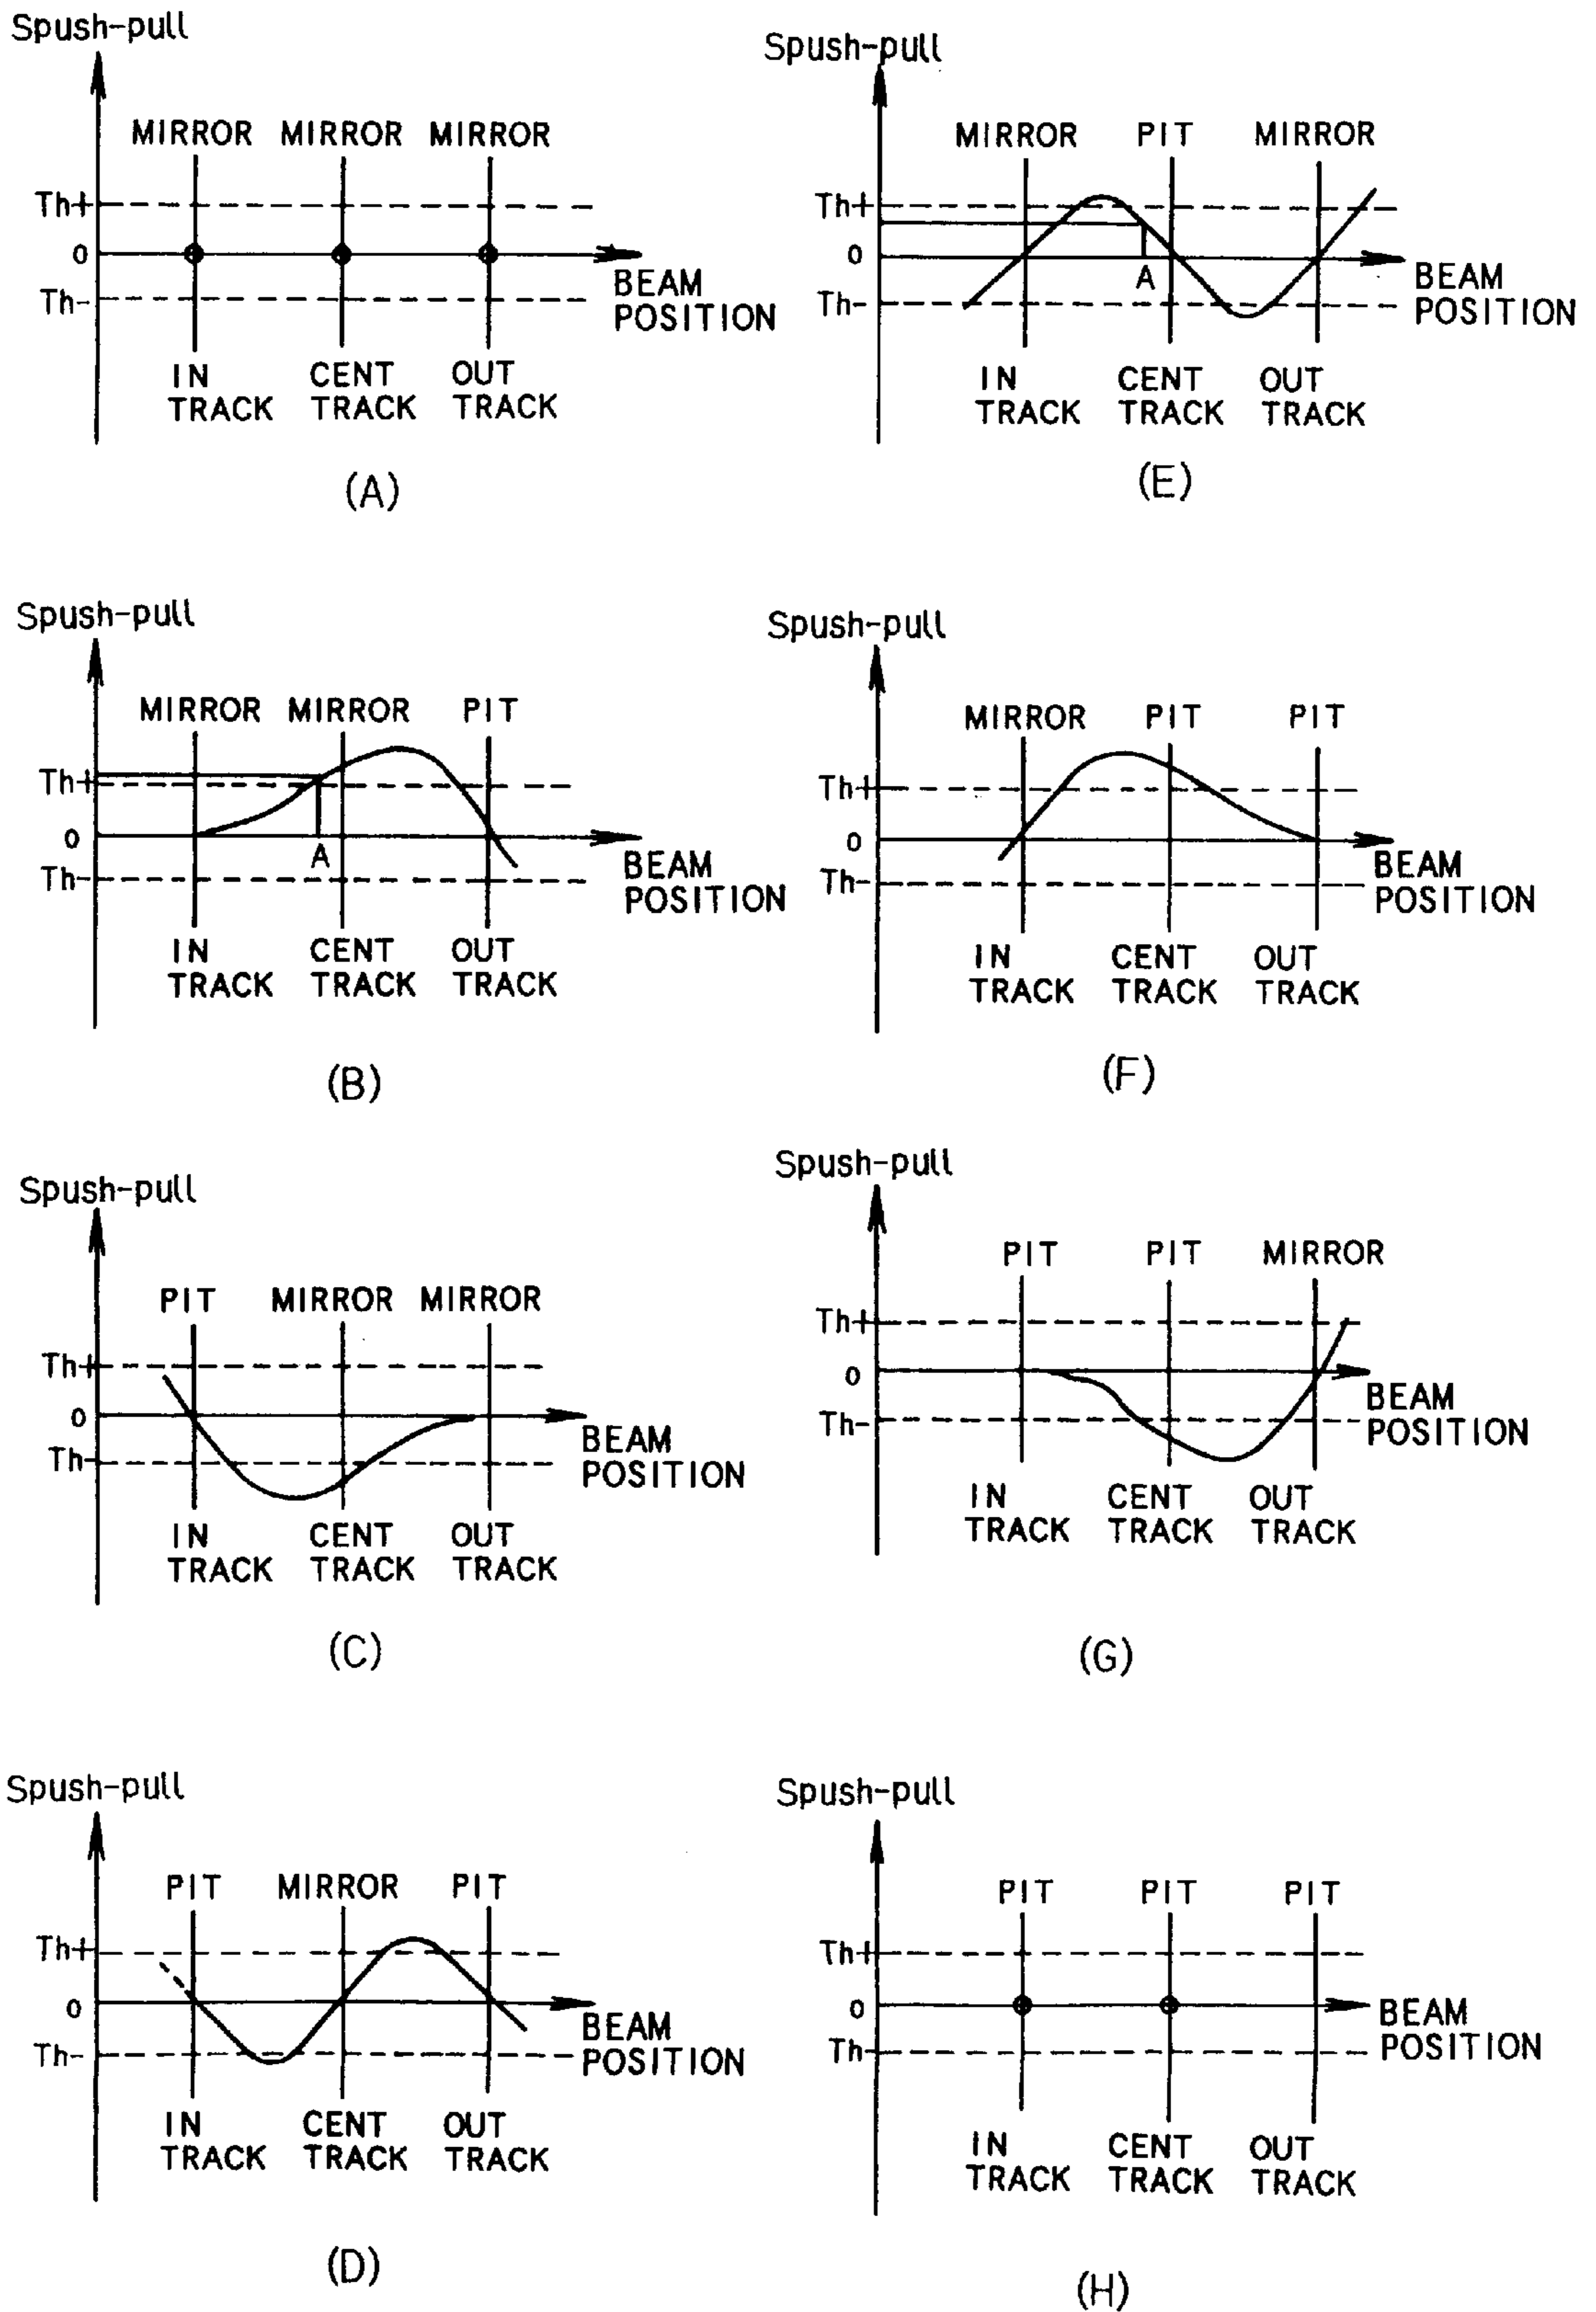 Spush-pull
MIRROR MIRROR MIRROR
Th+
0
Th-
BEAM
POSITION
IN CENT OUT
TRACK TRACK TRACK
(A)
Spush-pull
MIRROR MIRROR PIT
Th+
0
A
Th-
BEAM
POSITION
IN CENT OUT
TRACK TRACK TRACK
(B)
Spush-pull
PIT MIRROR MIRROR
Th+
0
Th-
BEAM
POSITION
IN CENT OUT
TRACK TRACK TRACK
(C)
Spush-pull
PIT MIRROR PIT
Th+
0
Th-
BEAM
POSITION
IN CENT OUT
TRACK TRACK TRACK
(D)
Spush-pull
MIRROR PIT MIRROR
Th+
0
A
Th-
BEAM
POSITION
IN CENT OUT
TRACK TRACK TRACK
(E)
Spush-pull
MIRROR PIT PIT
Th+
0
Th-
BEAM
POSITION
IN CENT OUT
TRACK TRACK TRACK
(F)
Spush-pull
PIT PIT MIRROR
Th+
0
Th-
BEAM
POSITION
IN CENT OUT
TRACK TRACK TRACK
(G)
Spush-pull
PIT PIT PIT
Th+
0
Th-
BEAM
POSITION
IN CENT OUT
TRACK TRACK TRACK
(H)